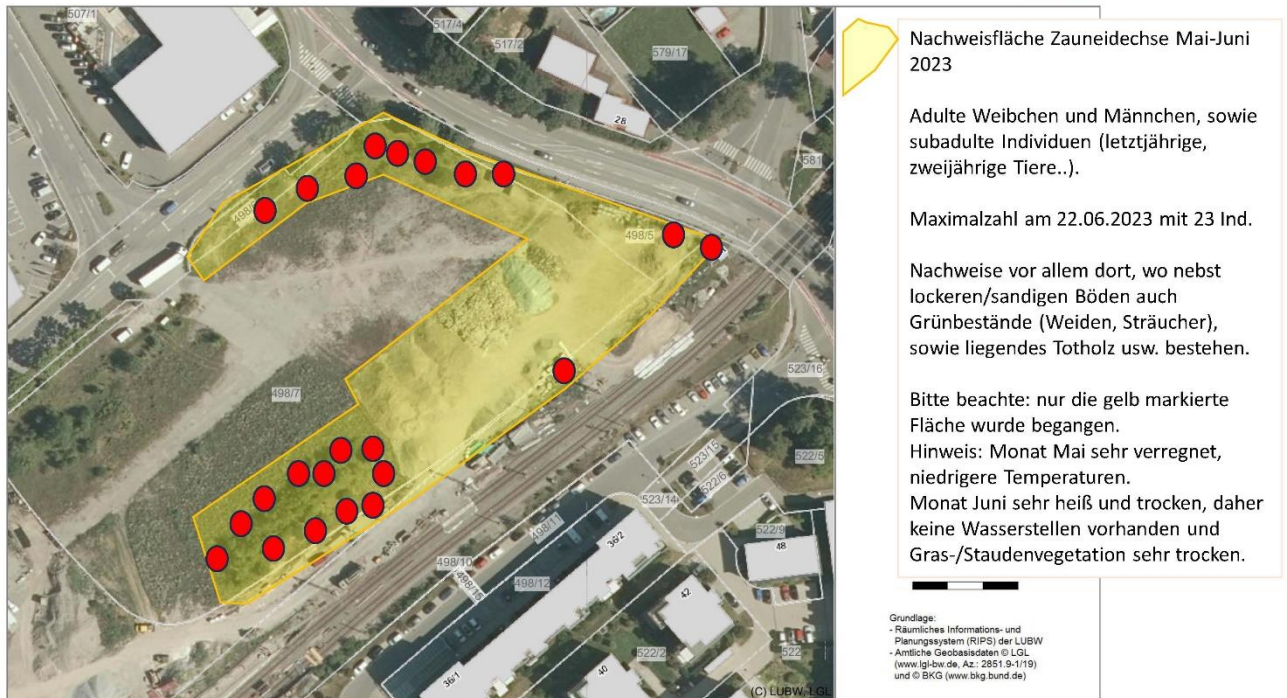 507/1
517/4
517/2
579/17
28
581
498/5
498/7
523/16
522/5
523/15
522/6
523/14
522/9
48
36/2
498/11
498/10
498/15
498/12
42
522/2
522
40
36/1
(C) LUBW, LGL
Nachweisfläche Zauneidechse Mai-Juni
2023
Adulte Weibchen und Männchen, sowie
subadulte Individuen (letztjährige,
zweijährige Tiere..).
Maximalzahl am 22.06.2023 mit 23 Ind.
Nachweise vor allem dort, wo nebst
lockeren/sandigen Böden auch
Grünbestände (Weiden, Sträucher),
sowie liegendes Totholz usw. bestehen.
Bitte beachte: nur die gelb markierte
Fläche wurde begangen.
Hinweis: Monat Mai sehr verregnet,
niedrigere Temperaturen.
Monat Juni sehr heiß und trocken, daher
keine Wasserstellen vorhanden und
Gras-/Staudenvegetation sehr trocken.
Grundlage:
- Räumliches Informations- und
Planungssystem (RIPS) der LUBW
- Amtliche Geobasisdaten © LGL
(www.lgl-bw.de, Az.: 2851.9-1/19)
und © BKG (www.bkg.bund.de)